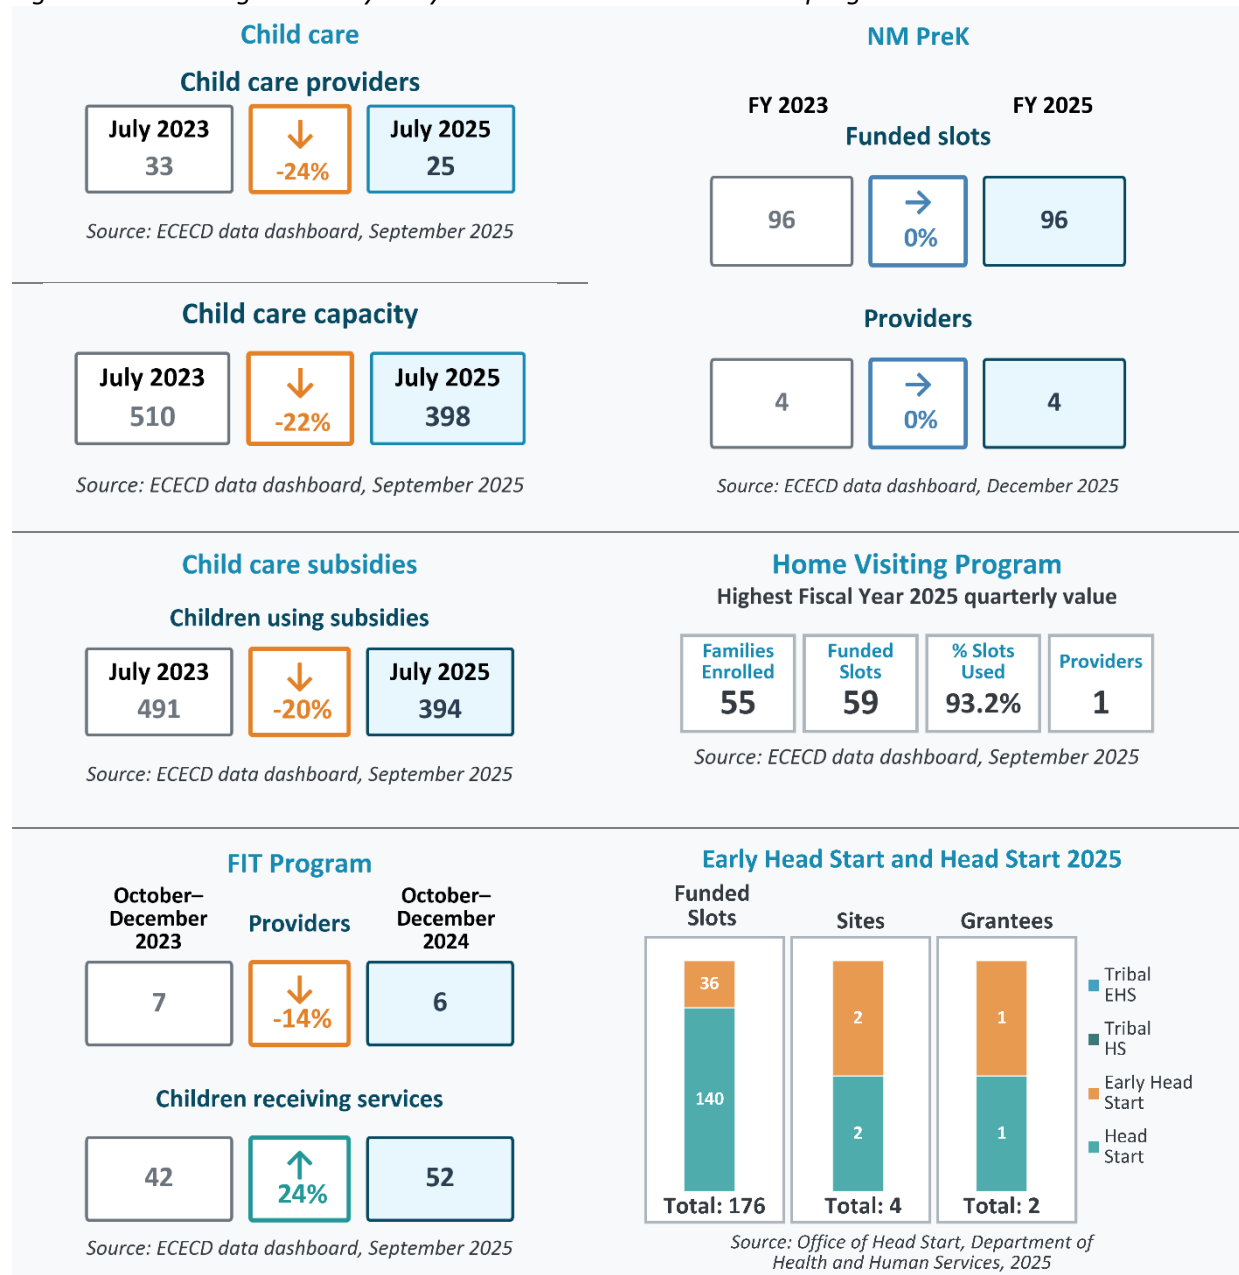 Child care
Child care providers
July 2023
33
-24%
July 2025
25
Source: ECECD data dashboard, September 2025
Child care capacity
July 2023
510
-22%
July 2025
398
Source: ECECD data dashboard, September 2025
NM PreK
FY 2023
FY 2025
Funded slots
96
0%
96
Providers
4
0%
4
Source: ECECD data dashboard, December 2025
Child care subsidies
Children using subsidies
July 2023
491
-20%
July 2025
394
Source: ECECD data dashboard, September 2025
Home Visiting Program
Highest Fiscal Year 2025 quarterly value
Families
Enrolled
55
Funded
Slots
59
% Slots
Used
93.2%
Providers
1
Source: ECECD data dashboard, September 2025
FIT Program
October–
December
2023
Providers
October–
December
2024
7
-14%
6
Children receiving services
42
24%
52
Source: ECECD data dashboard, September 2025
Early Head Start and Head Start 2025
Funded
Slots
36
140
Total: 176
Sites
2
2
Total: 4
Grantees
1
1
Total: 2
Tribal
EHS
Tribal
HS
Early Head
Start
Head
Start
Source: Office of Head Start, Department of
Health and Human Services, 2025